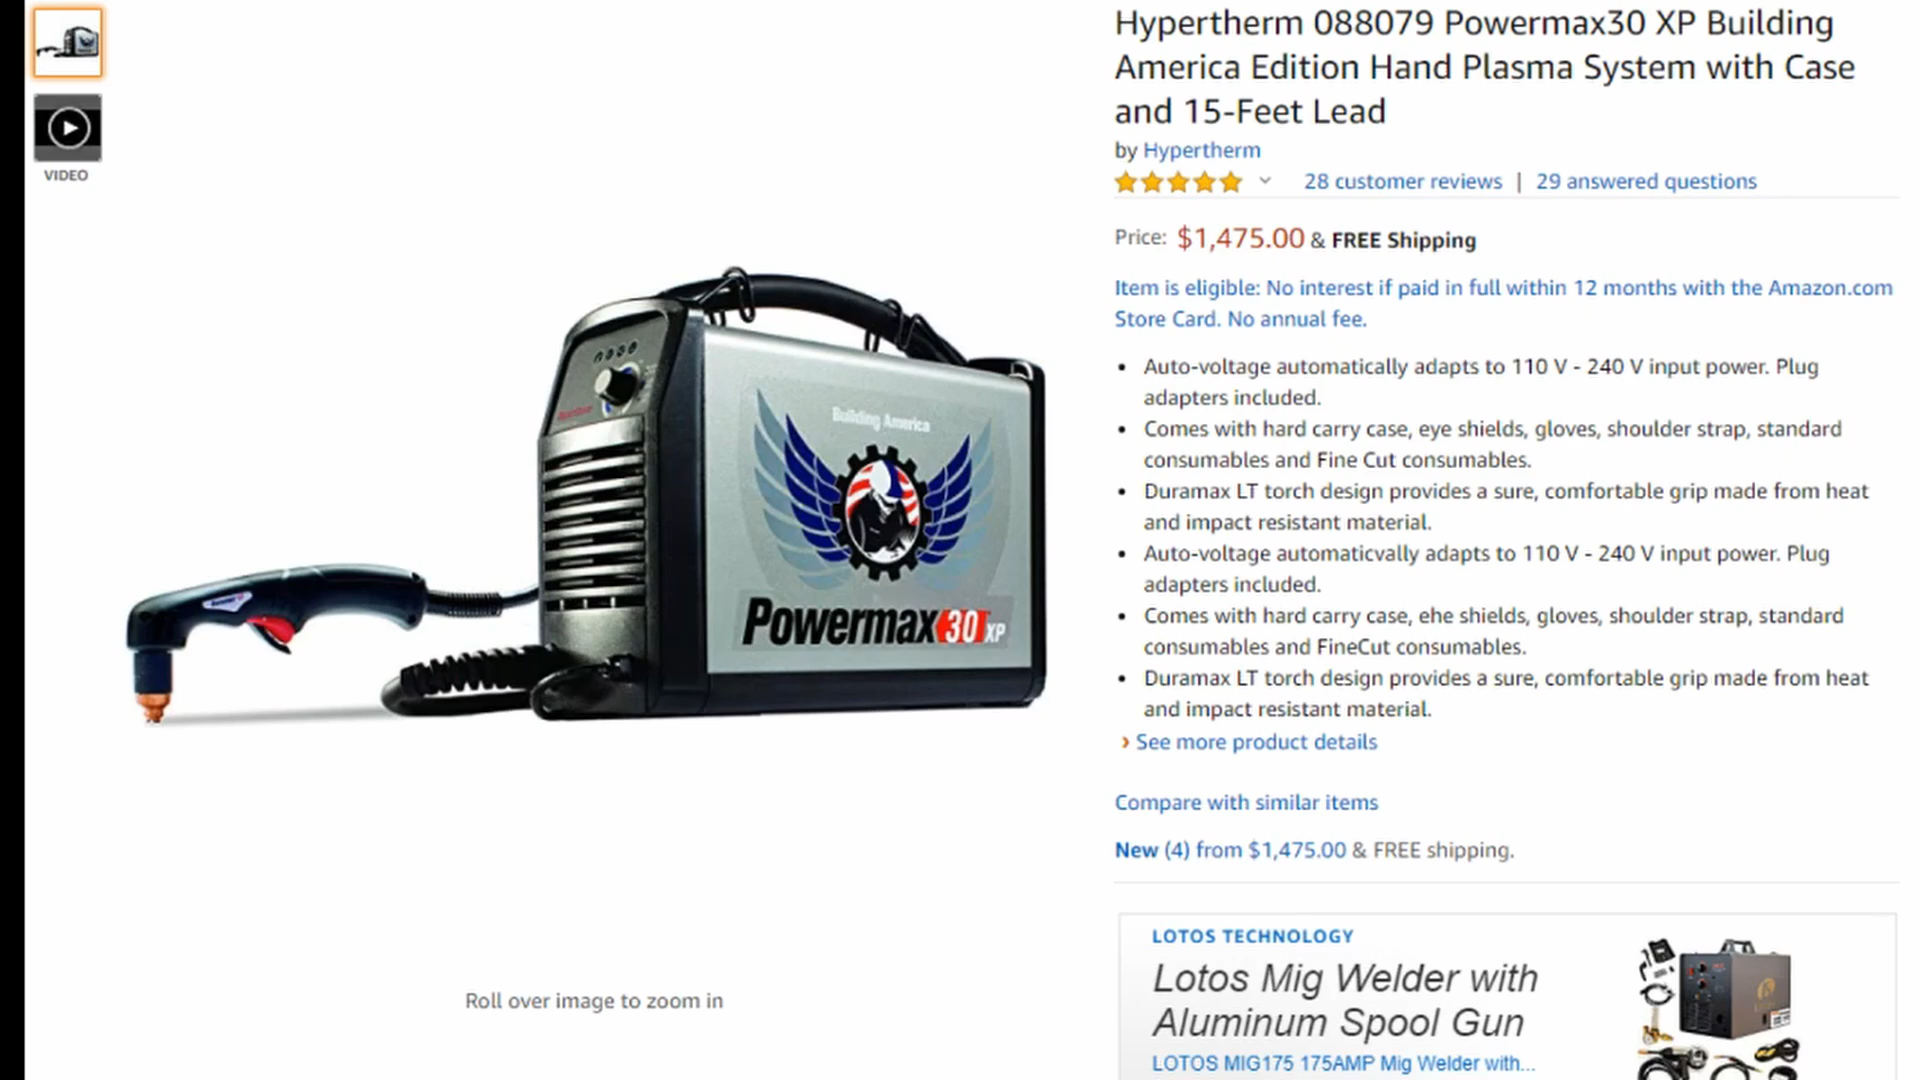 VIDEO
Building America
Powermax 30 XP
Roll over image to zoom in
Hypertherm 088079 Powermax30 XP Building
America Edition Hand Plasma System with Case
and 15-Feet Lead
by Hypertherm
28 customer reviews | 29 answered questions
Price: $1,475.00 & FREE Shipping
Item is eligible: No interest if paid in full within 12 months with the Amazon.com
Store Card. No annual fee.
• Auto-voltage automatically adapts to 110 V - 240 V input power. Plug
adapters included.
• Comes with hard carry case, eye shields, gloves, shoulder strap, standard
consumables and Fine Cut consumables.
• Duramax LT torch design provides a sure, comfortable grip made from heat
and impact resistant material.
• Auto-voltage automaticvally adapts to 110 V - 240 V input power. Plug
adapters included.
• Comes with hard carry case, ehe shields, gloves, shoulder strap, standard
consumables and FineCut consumables.
• Duramax LT torch design provides a sure, comfortable grip made from heat
and impact resistant material.
› See more product details
Compare with similar items
New (4) from $1,475.00 & FREE shipping.
LOTOS TECHNOLOGY
Lotos Mig Welder with
Aluminum Spool Gun
LOTOS MIG175 175AMP Mig Welder with...